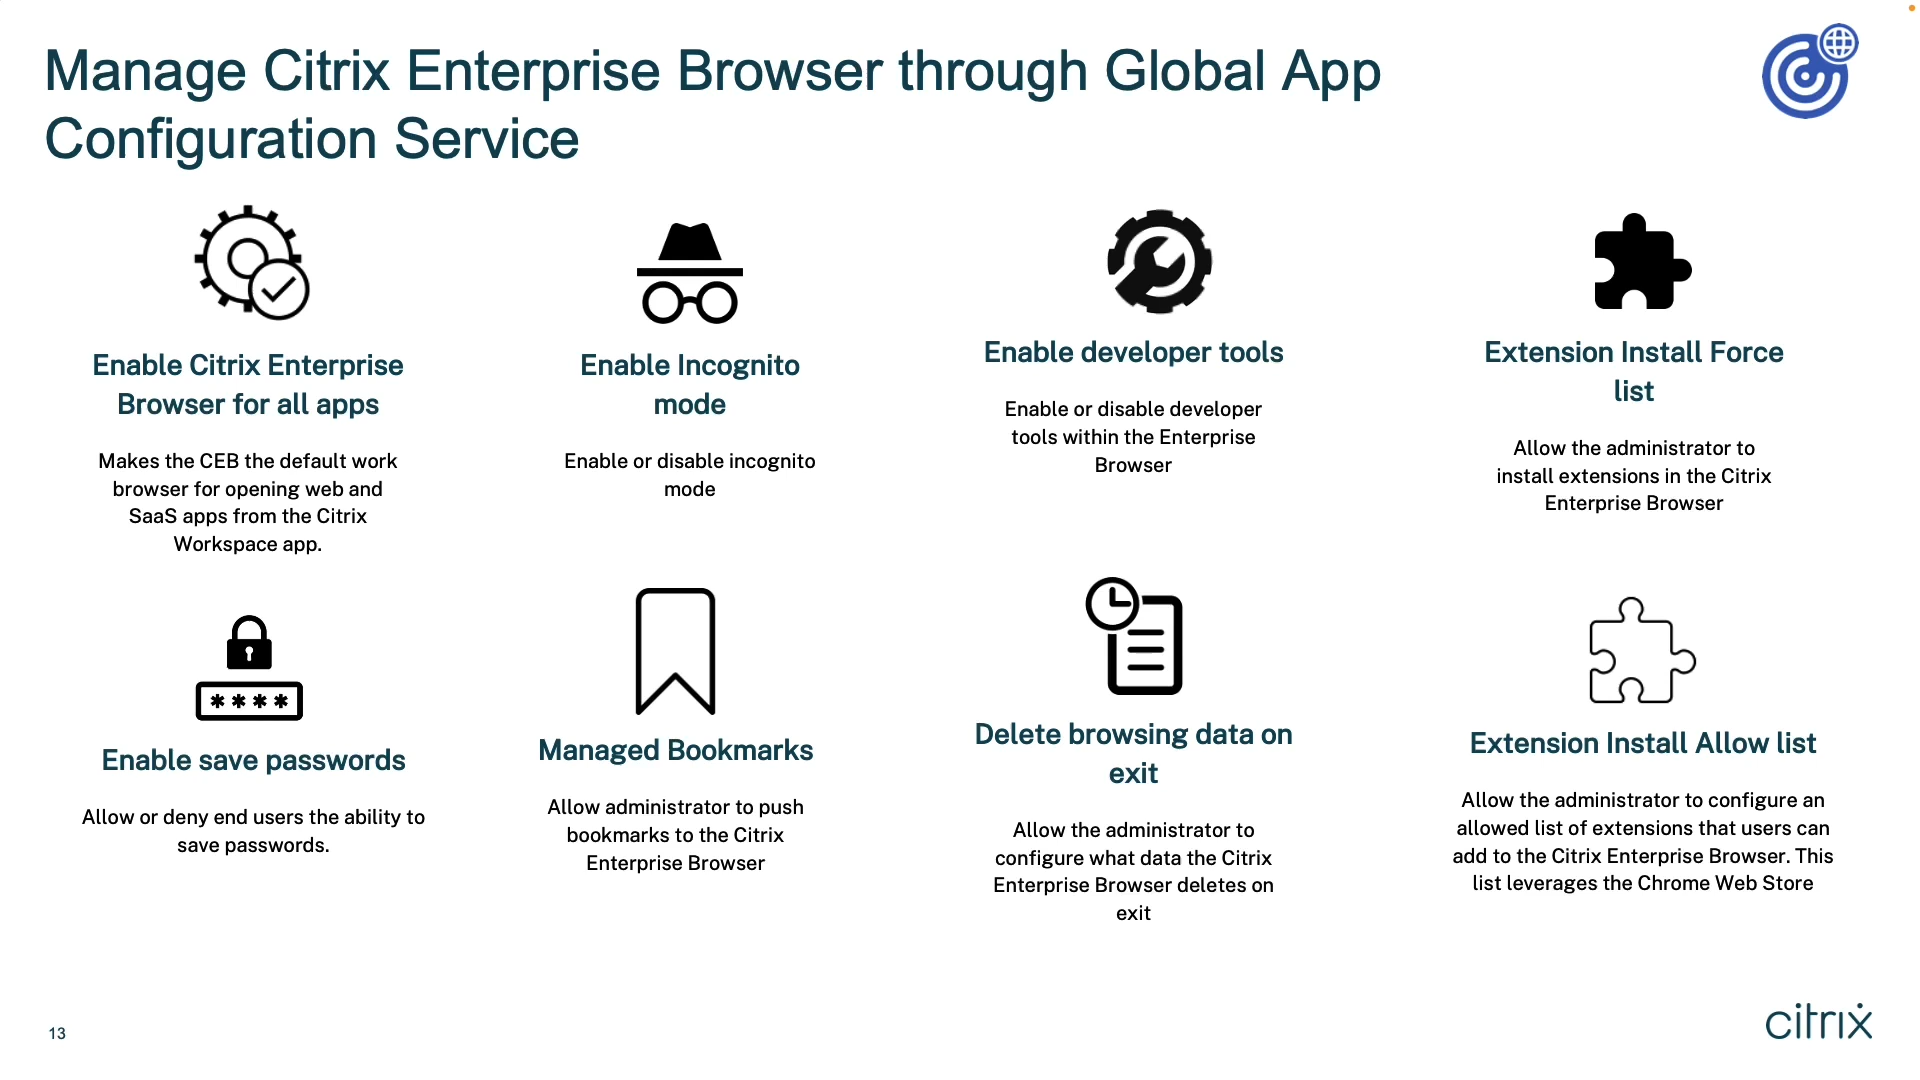 Manage Citrix Enterprise Browser through Global App
Configuration Service
Enable Citrix Enterprise
Browser for all apps
Makes the CEB the default work
browser for opening web and
SaaS apps from the Citrix
Workspace app.
Enable Incognito
mode
Enable or disable incognito
mode
Enable developer tools
Enable or disable developer
tools within the Enterprise
Browser
Extension Install Force
list
Allow the administrator to
install extensions in the Citrix
Enterprise Browser
****
Enable save passwords
Allow or deny end users the ability to
save passwords.
Managed Bookmarks
Allow administrator to push
bookmarks to the Citrix
Enterprise Browser
Delete browsing data on
exit
Allow the administrator to
configure what data the Citrix
Enterprise Browser deletes on
exit
Extension Install Allow list
Allow the administrator to configure an
allowed list of extensions that users can
add to the Citrix Enterprise Browser. This
list leverages the Chrome Web Store
13
citrix